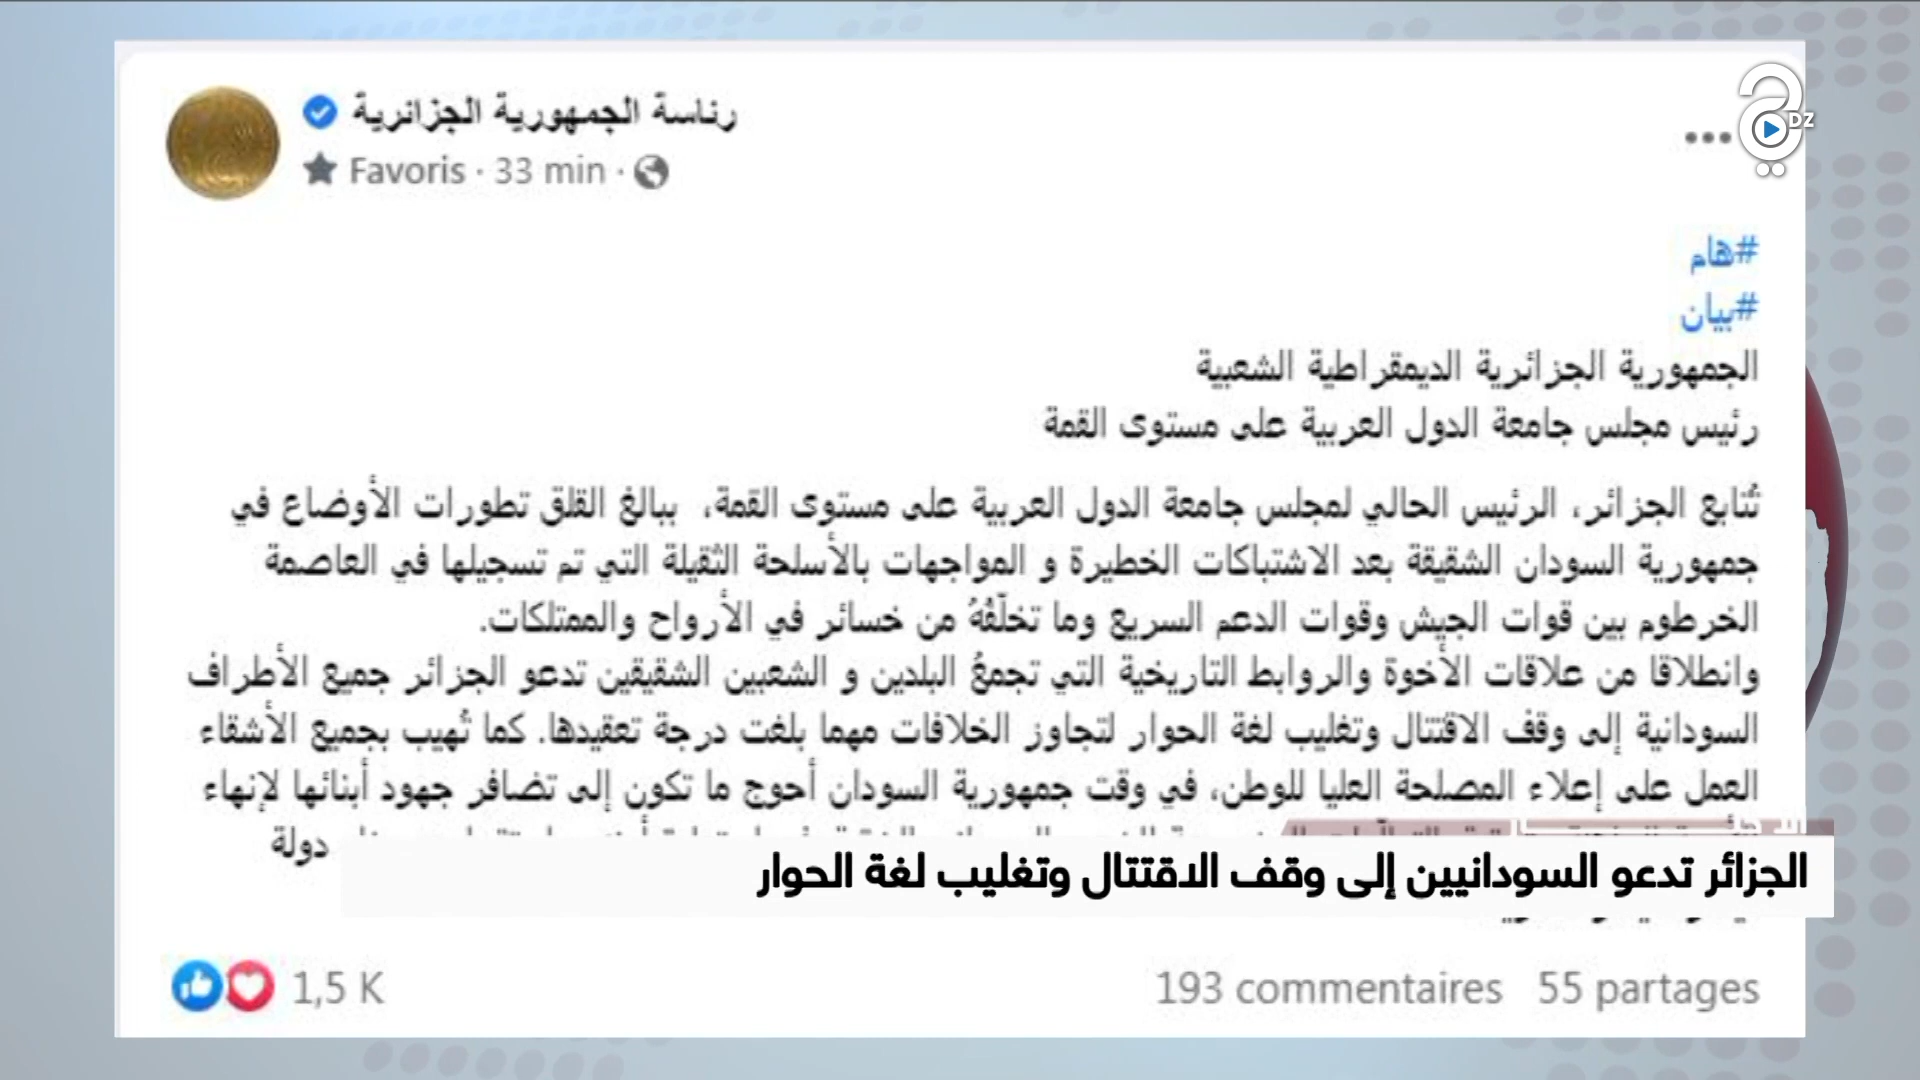 رئاسة الجمهورية الجزائرية
Favoris · 33 min ·
DZ
#هام
#بيان
الجمهورية الجزائرية الديمقراطية الشعبية
رئيس مجلس جامعة الدول العربية على مستوى القمة
تُتابع الجزائر، الرئيس الحالي لمجلس جامعة الدول العربية على مستوى القمة، ببالغ القلق تطورات الأوضاع في
جمهورية السودان الشقيقة بعد الاشتباكات الخطيرة و المواجهات بالأسلحة الثقيلة التي تم تسجيلها في العاصمة
الخرطوم بين قوات الجيش وقوات الدعم السريع وما تخلّفُهُ من خسائر في الأرواح والممتلكات.
وانطلاقا من علاقات الأخوة والروابط التاريخية التي تجمعُ البلدين و الشعبين الشقيقين تدعو الجزائر جميع الأطراف
السودانية إلى وقف الاقتتال وتغليب لغة الحوار لتجاوز الخلافات مهما بلغت درجة تعقيدها. كما تُهيب بجميع الأشقاء
العمل على إعلاء المصلحة العليا للوطن، في وقت جمهورية السودان أحوج ما تكون إلى تضافر جهود أبنائها لإنهاء
دولة
الجزائر تدعو السودانيين إلى وقف الاقتتال وتغليب لغة الحوار
1,5 K
193 commentaires 55 partages